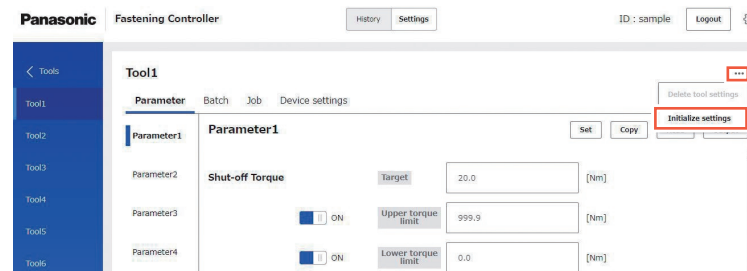 Panasonic Fastening Controller History Settings ID : sample Logout
< Tools
Tool1
Tool2
Tool3
Tool4
Tool5
Tool6
Tool1
...
Delete tool settings
Initialize settings
Parameter Batch Job Device settings
Parameter1
Parameter2
Parameter3
Parameter4
Parameter1 Set Copy
Shut-off Torque Target 20.0 [Nm]
ON Upper torque limit 999.9 [Nm]
ON Lower torque limit 0.0 [Nm]